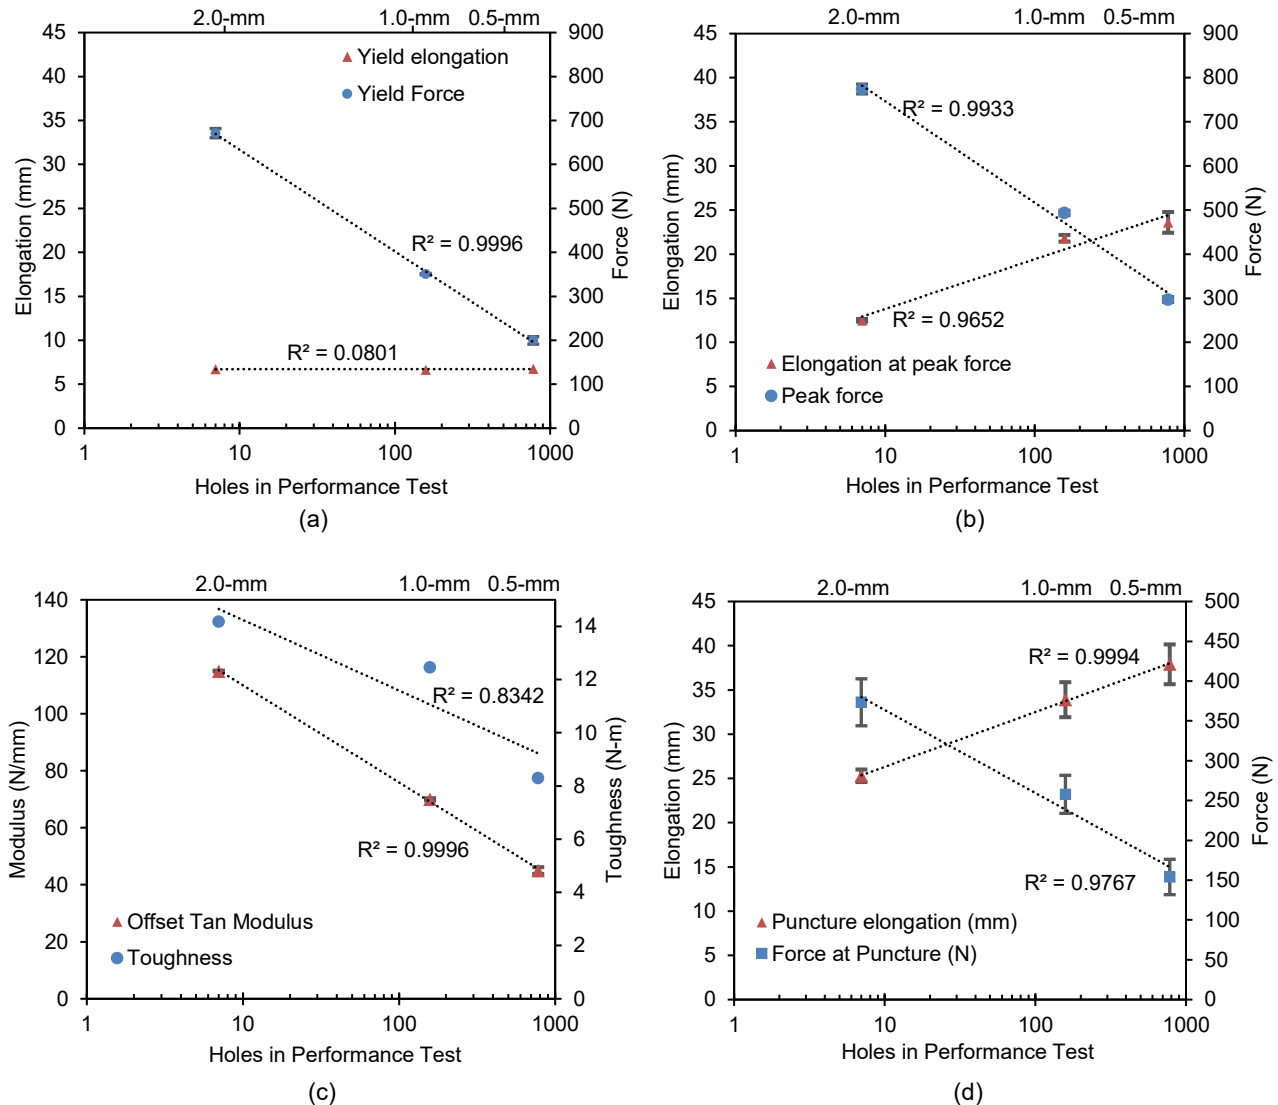 2.0-mm 1.0-mm 0.5-mm
45
40
35
30
25
20
15
10
5
0
Elongation (mm)
900
800
700
600
500
400
300
200
100
0
Force (N)
Yield elongation
Yield Force
R² = 0.9996
R² = 0.0801
1 10 100 1000
Holes in Performance Test
(a)
2.0-mm 1.0-mm 0.5-mm
45
40
35
30
25
20
15
10
5
0
Elongation (mm)
900
800
700
600
500
400
300
200
100
0
Force (N)
R² = 0.9933
R² = 0.9652
Elongation at peak force
Peak force
1 10 100 1000
Holes in Performance Test
(b)
2.0-mm 1.0-mm 0.5-mm
140
120
100
80
60
40
20
0
Modulus (N/mm)
14
12
10
8
6
4
2
0
Toughness (N-m)
R² = 0.8342
R² = 0.9996
Offset Tan Modulus
Toughness
1 10 100 1000
Holes in Performance Test
(c)
2.0-mm 1.0-mm 0.5-mm
45
40
35
30
25
20
15
10
5
0
Elongation (mm)
500
450
400
350
300
250
200
150
100
50
0
Force (N)
R² = 0.9994
R² = 0.9767
Puncture elongation (mm)
Force at Puncture (N)
1 10 100 1000
Holes in Performance Test
(d)